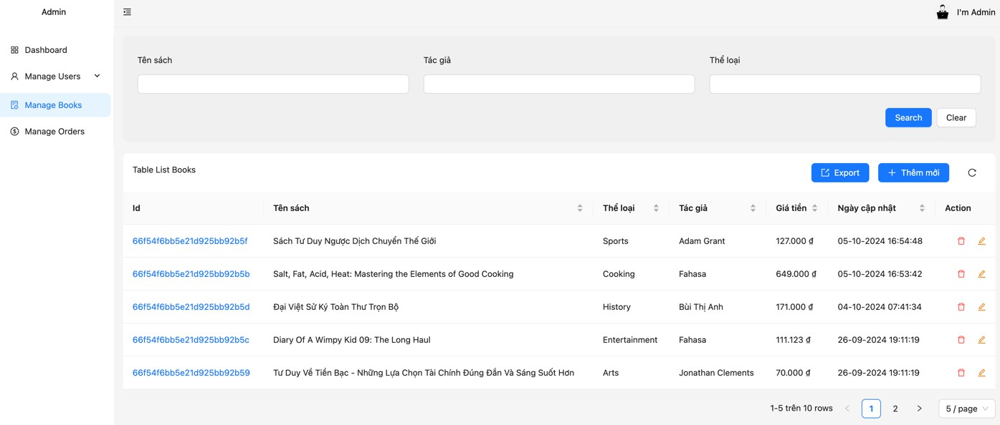 Admin
I'm Admin
Dashboard
Manage Users
Manage Books
Manage Orders
Tên sách Tác giả Thể loại
Search Clear
Table List Books
Export Thêm mới
Id Tên sách Thể loại Tác giả Giá tiền Ngày cập nhật Action
66f54f6bb5e21d925bb92b5f Sách Tư Duy Ngược Dịch Chuyển Thế Giới Sports Adam Grant 127.000 ₫ 05-10-2024 16:54:48
66f54f6bb5e21d925bb92b5b Salt, Fat, Acid, Heat: Mastering the Elements of Good Cooking Cooking Fahasa 649.000 ₫ 05-10-2024 16:53:42
66f54f6bb5e21d925bb92b5d Đại Việt Sử Ký Toàn Thư Trọn Bộ History Bùi Thị Anh 171.000 ₫ 04-10-2024 07:41:34
66f54f6bb5e21d925bb92b5c Diary Of A Wimpy Kid 09: The Long Haul Entertainment Fahasa 111.123 ₫ 26-09-2024 19:11:19
66f54f6bb5e21d925bb92b59 Tư Duy Về Tiền Bạc - Những Lựa Chọn Tài Chính Đúng Đắn Và Sáng Suốt Hơn Arts Jonathan Clements 70.000 ₫ 26-09-2024 19:11:19
1-5 trên 10 rows 1 2 5 / page